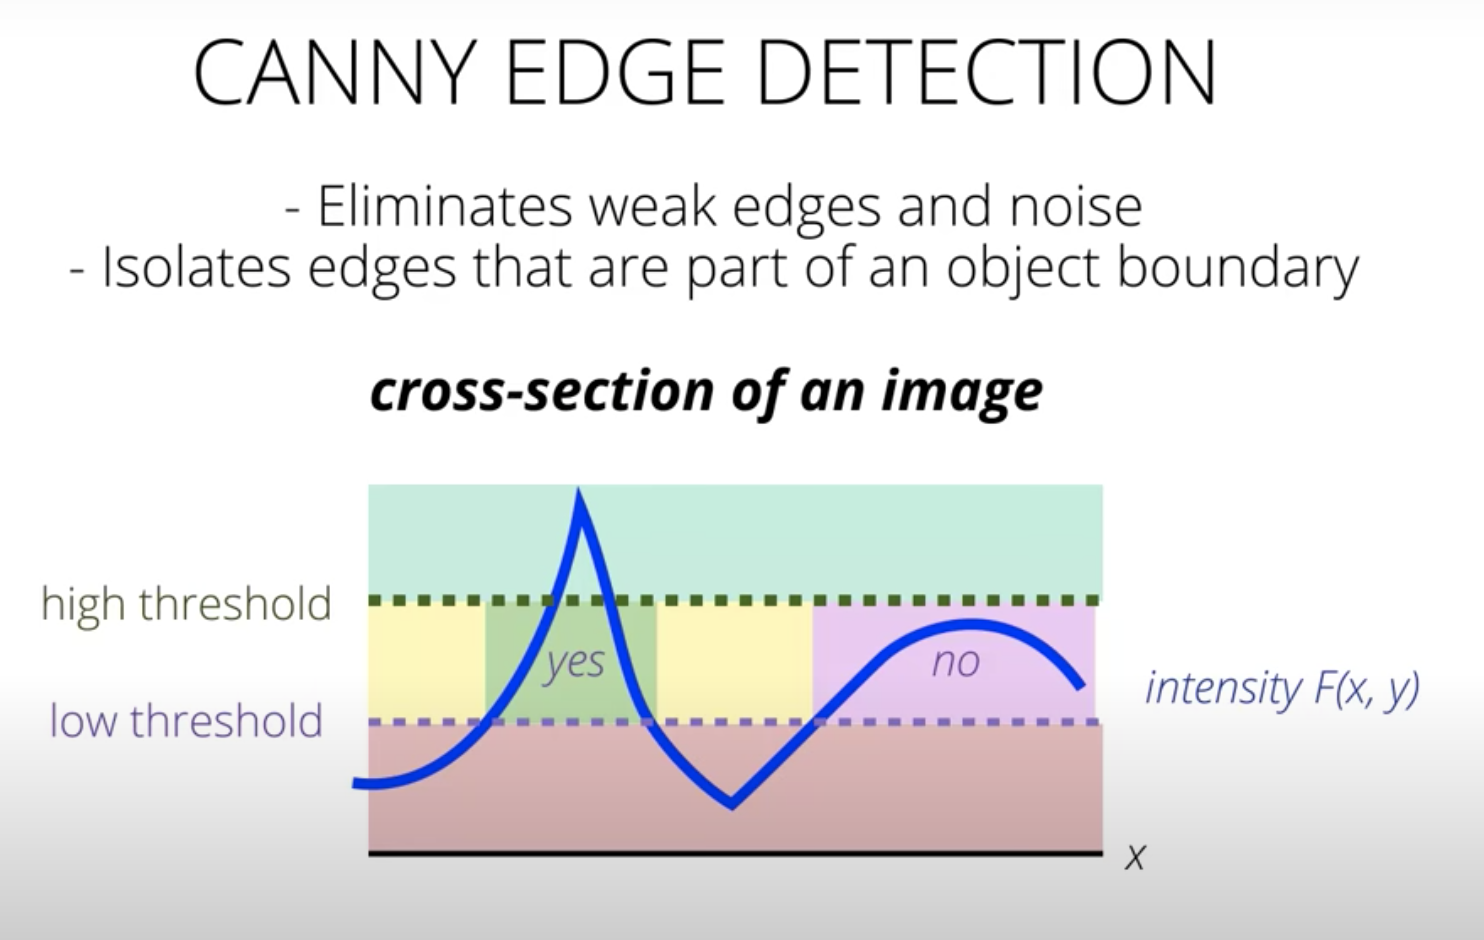 CANNY EDGE DETECTION
- Eliminates weak edges and noise
- Isolates edges that are part of an object boundary
cross-section of an image
high threshold
yes
no
low threshold
intensity F(x, y)
x